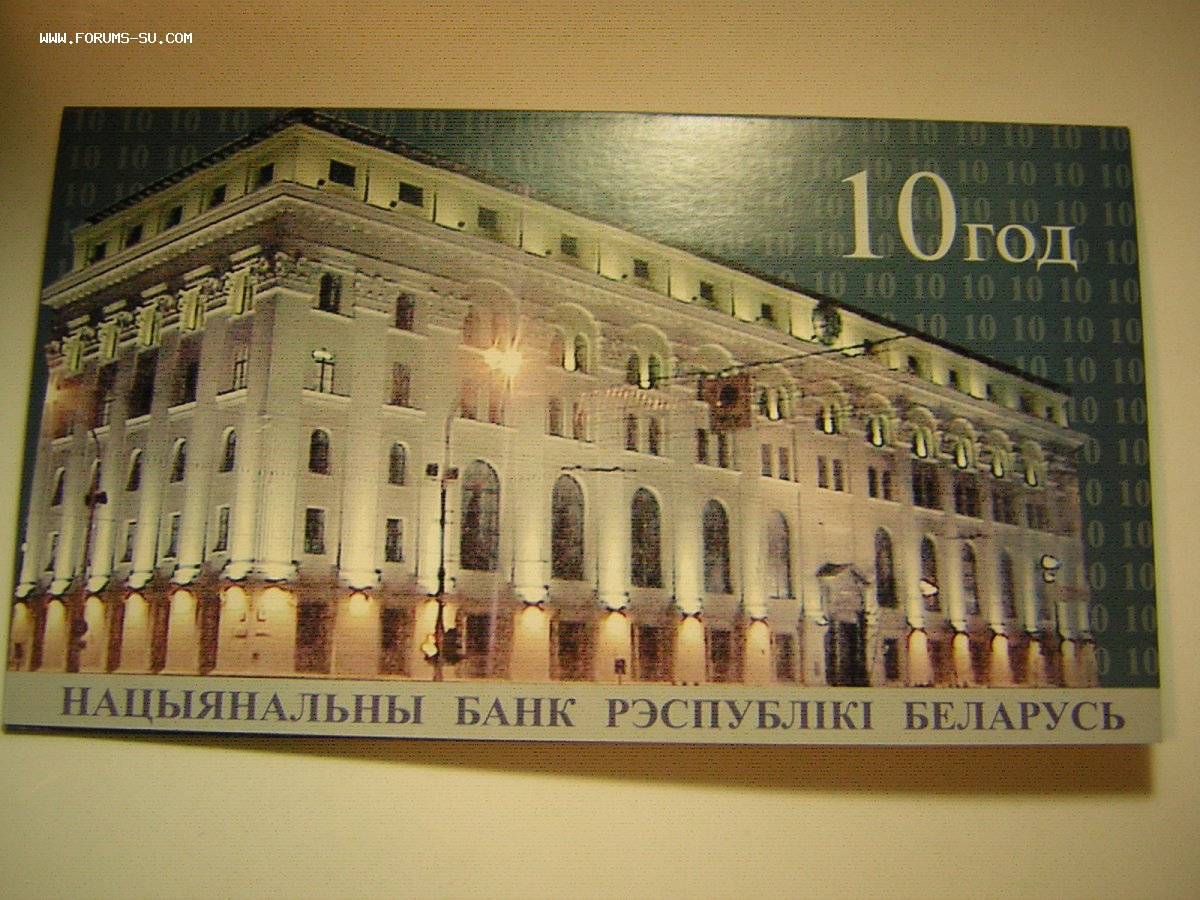 WWW.FORUMS-SU.COM
10 год
НАЦЫЯНАЛЬНЫ БАНК РЭСПУБЛІКІ БЕЛАРУСЬ